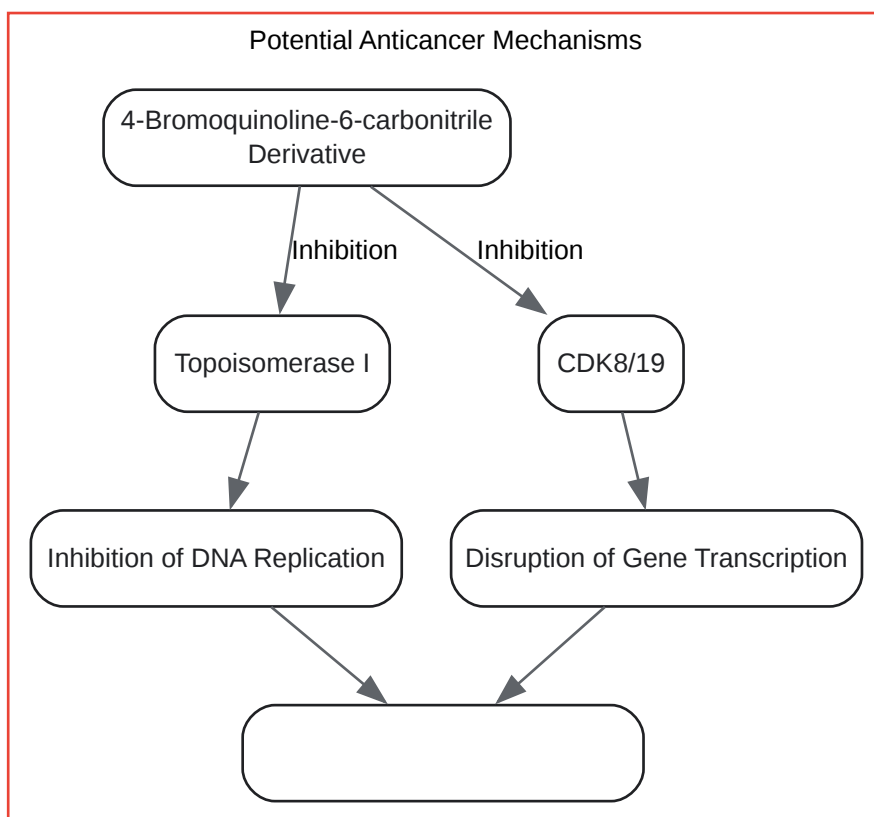 Potential Anticancer Mechanisms
4-Bromoquinoline-6-carbonitrile
Derivative
Inhibition
Inhibition
Topoisomerase I
CDK8/19
Inhibition of DNA Replication
Disruption of Gene Transcription